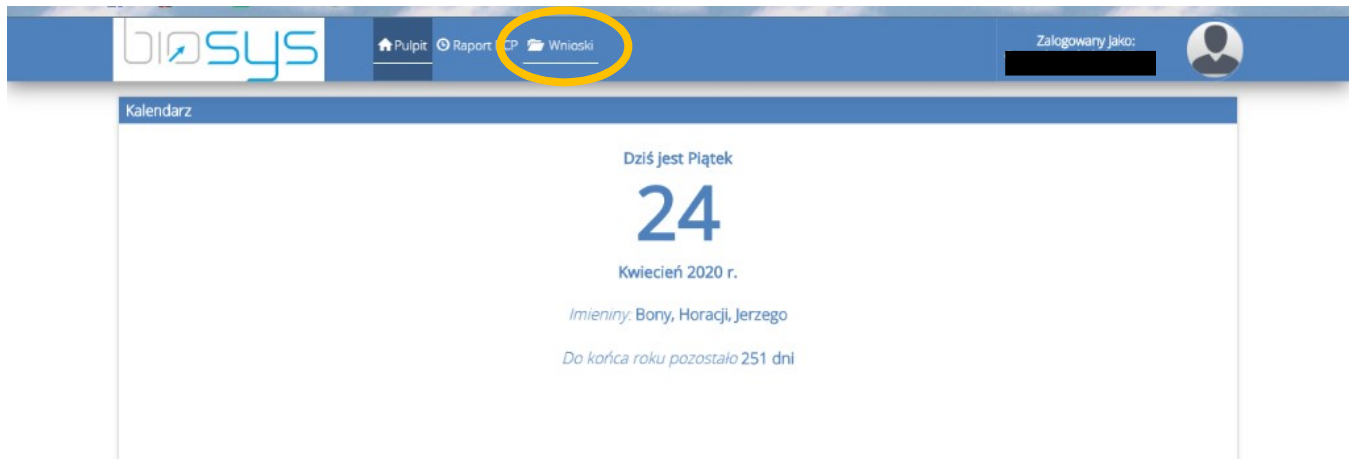 biosys
Pulpit Raport CP Wnioski
Zalogowany jako:
Kalendarz
Dziś jest Piątek
24
Kwiecień 2020 r.
Imieniny: Bony, Horacji, Jerzego
Do końca roku pozostało 251 dni